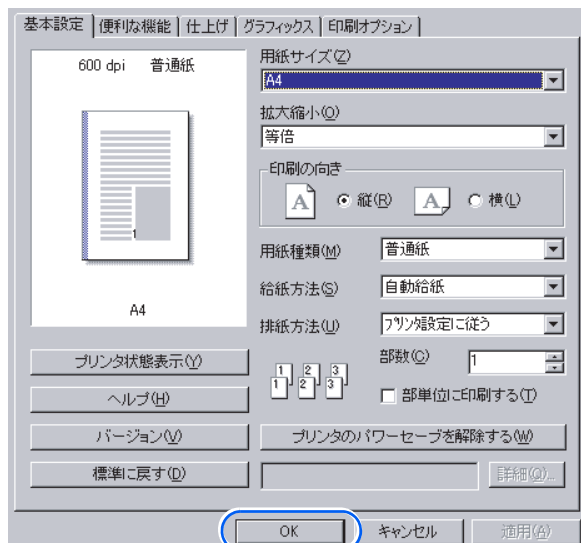 基本設定 便利な機能 仕上げ グラフィックス 印刷オプション
600 dpi 普通紙
1
A4
用紙サイズ(Z)
A4
拡大縮小(O)
等倍
印刷の向き
A 縦(R) A 横(L)
用紙種類(M) 普通紙
給紙方法(S) 自動給紙
排紙方法(U) プリンタ設定に従う
1 1 2 2 3 3
部数(C) 1
部単位に印刷する(T)
プリンタ状態表示(Y)
ヘルプ(H)
バージョン(V)
標準に戻す(D)
プリンタのパワーセーブを解除する(W)
詳細(Q)...
OK キャンセル 適用(A)